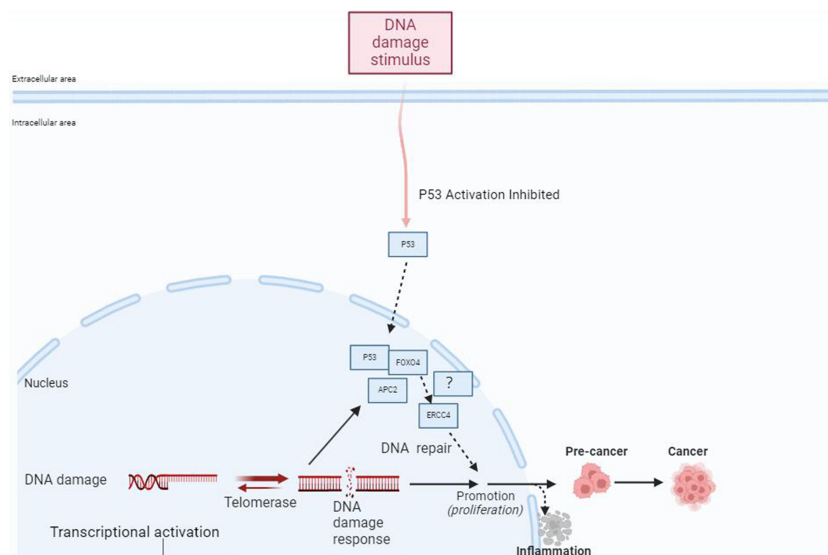 DNA
damage
stimulus
Extracellular area
Intracellular area
P53 Activation Inhibited
P53
P53
FOXO4
APC2
?
ERCC4
Nucleus
DNA repair
Pre-cancer
Cancer
DNA damage
Telomerase
DNA
damage
response
Promotion
(proliferation)
Transcriptional activation
Inflammation